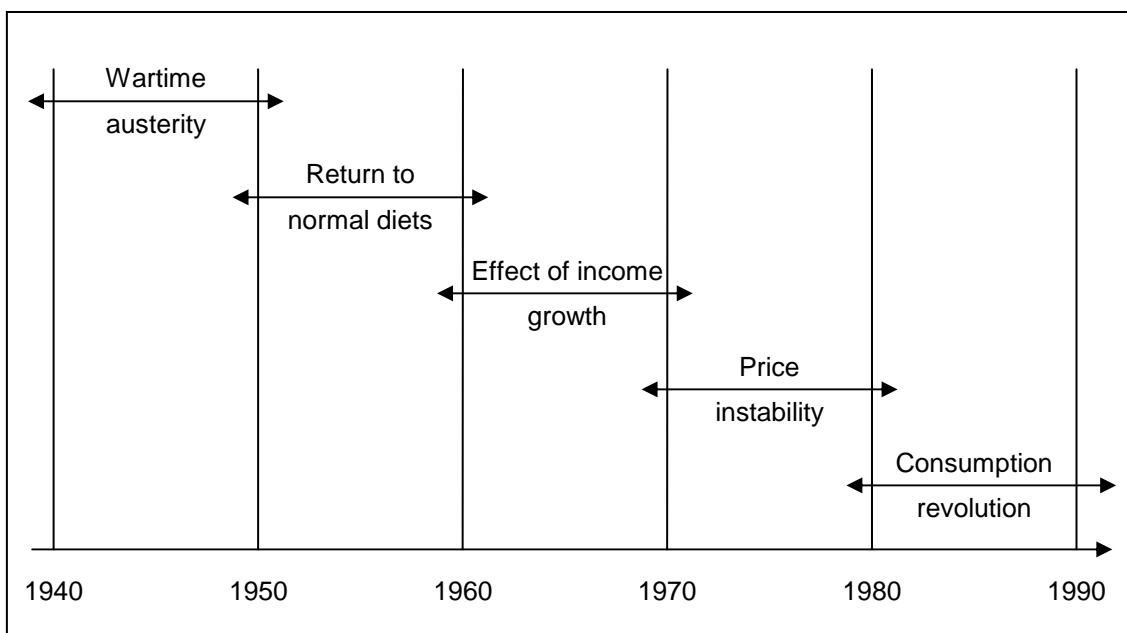 Wartime
austerity
Return to
normal diets
Effect of income
growth
Price
instability
Consumption
revolution
1940 1950 1960 1970 1980 1990